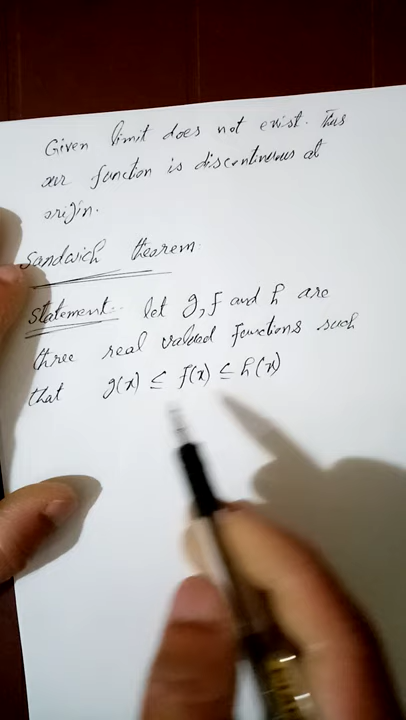 Given limit does not exist. Thus
our function is discontinuous at
origin.
Sandwich theorem:
Statement:- let g, f and h are
three real valued functions such
that g(x) ≤ f(x) ≤ h(x)